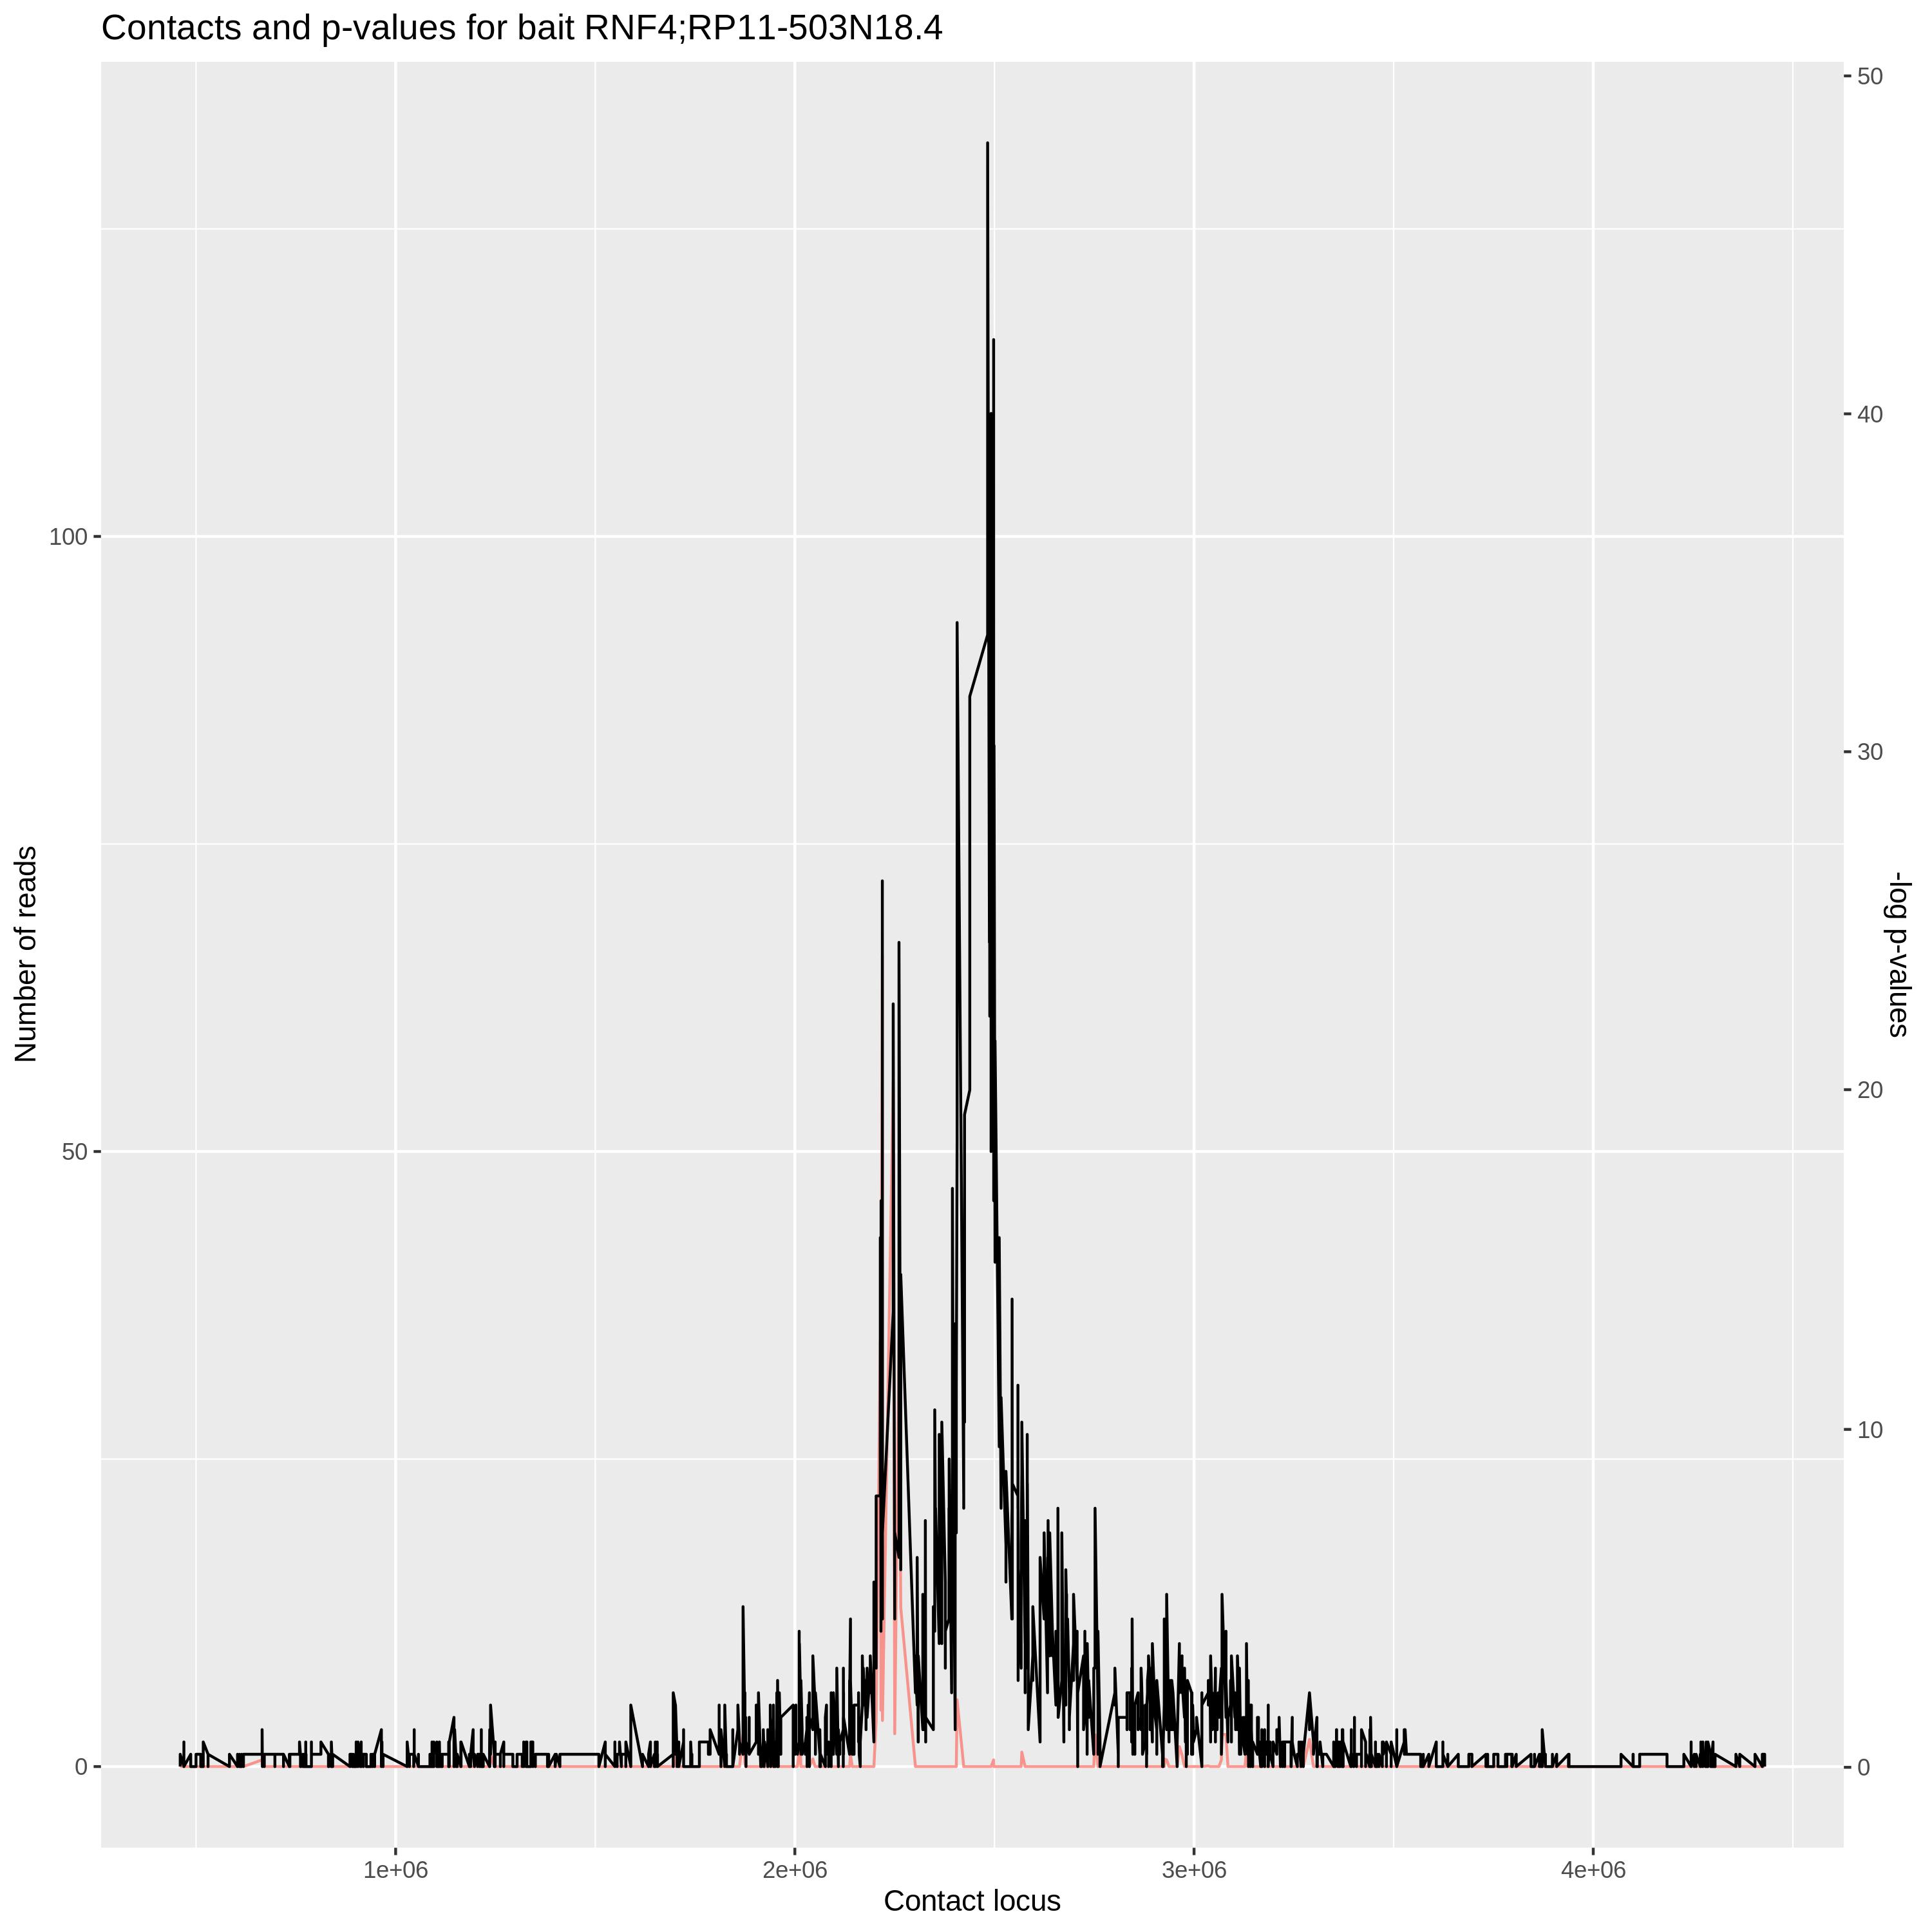 Contacts and p-values for bait RNF4;RP11-503N18.4
Number of reads
100
50
0
50
40
30
20
10
0
-log p-values
1e+06 2e+06 3e+06 4e+06
Contact locus